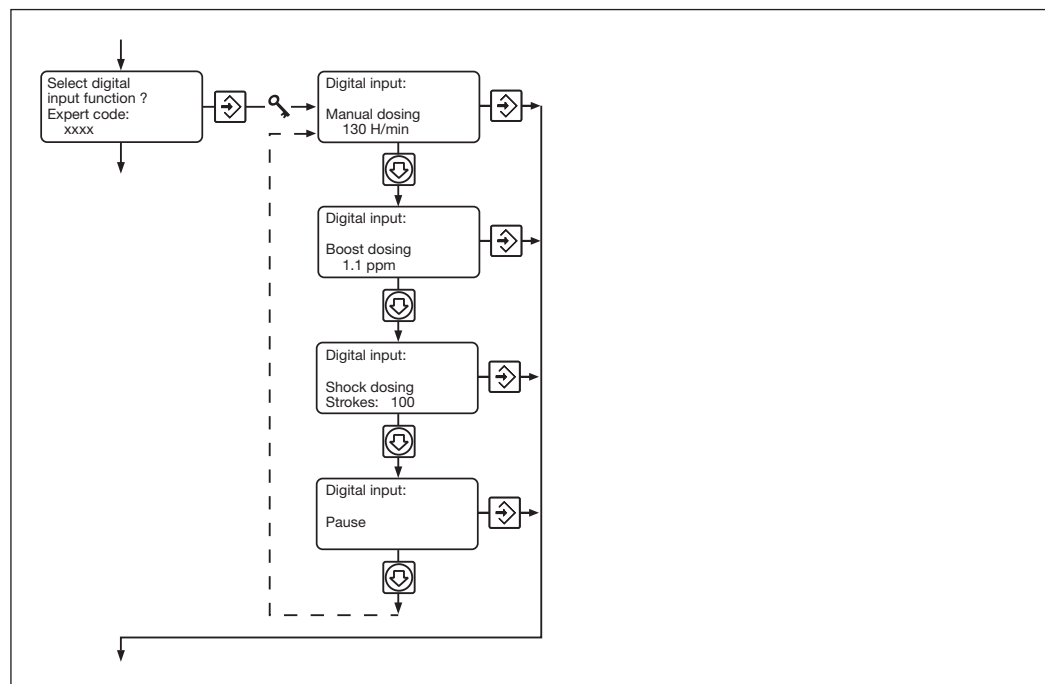 Select digital
input function ?
Expert code:
xxxx
Digital input:
Manual dosing
130 H/min
Digital input:
Boost dosing
1.1 ppm
Digital input:
Shock dosing
Strokes: 100
Digital input:
Pause